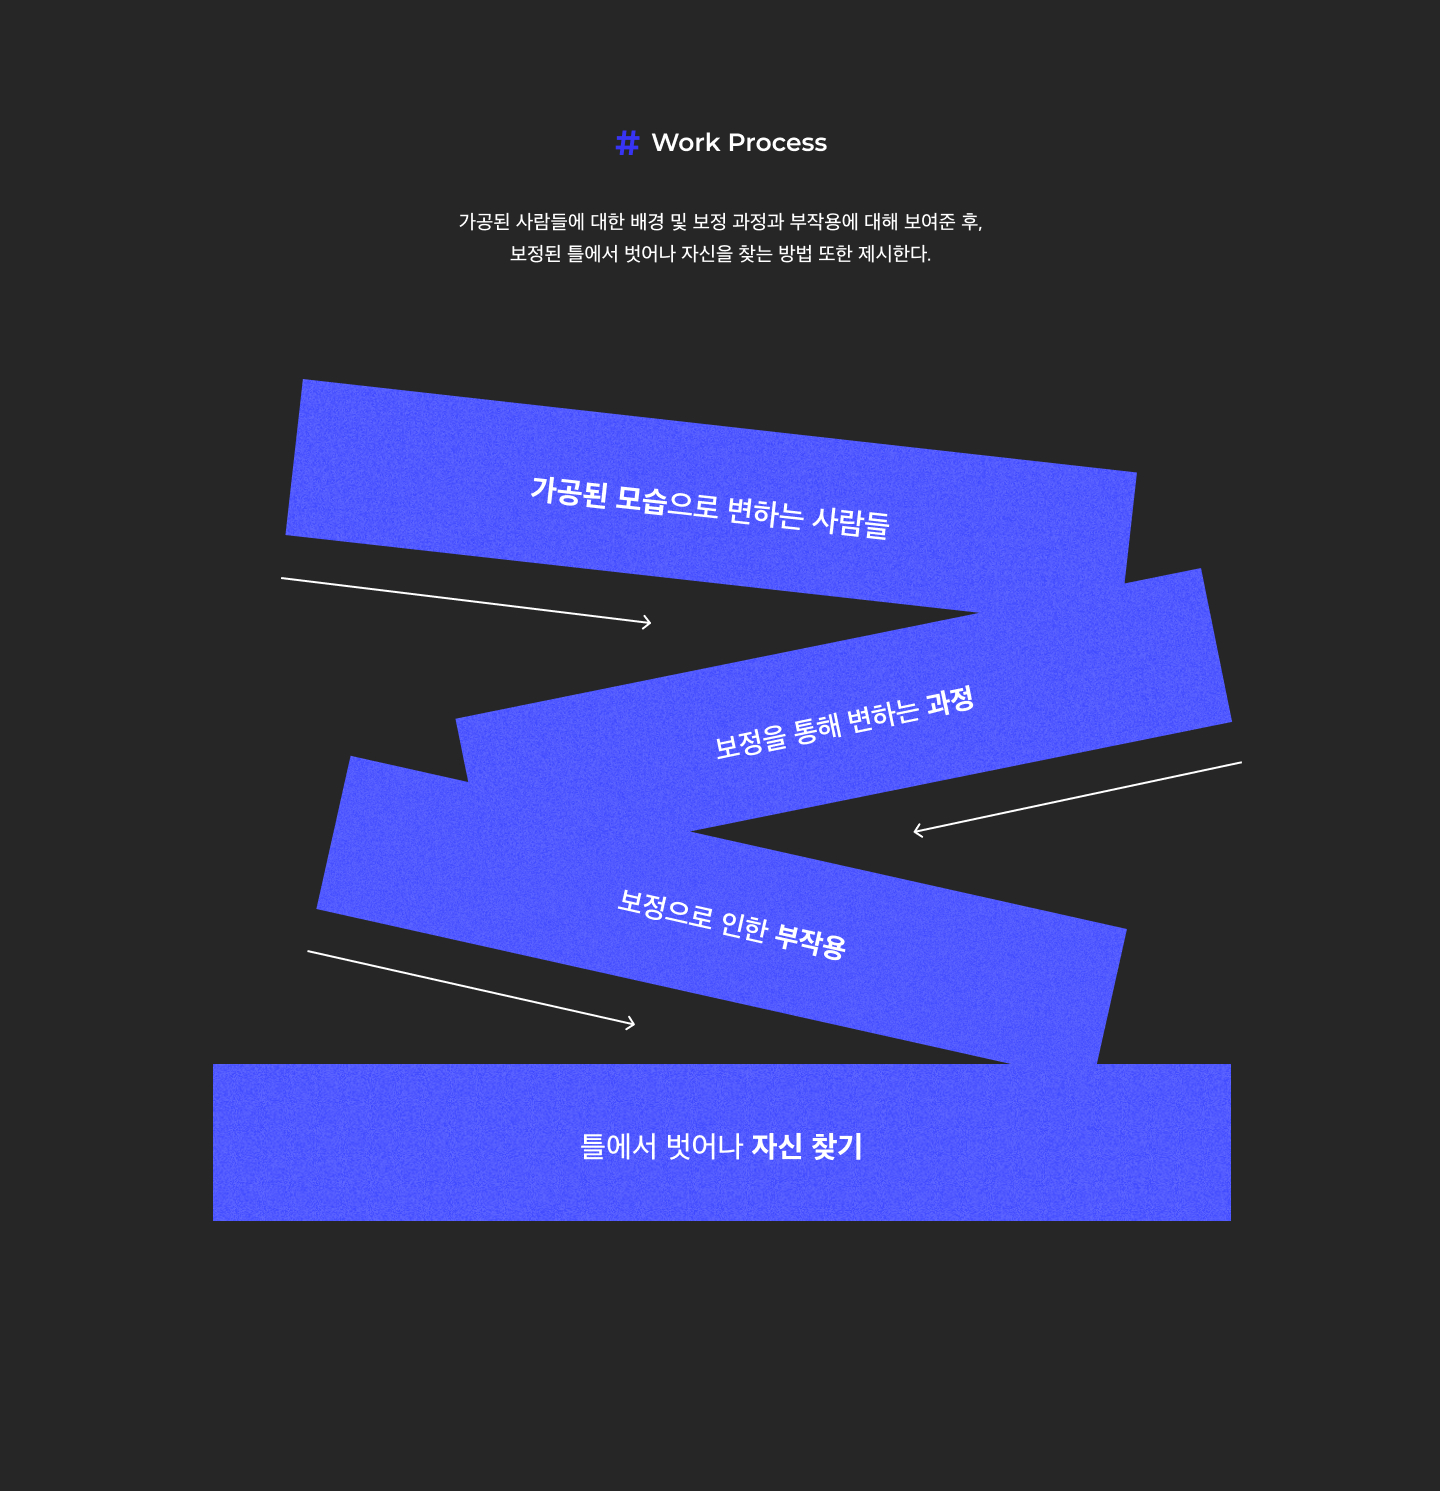 # Work Process
가공된 사람들에 대한 배경 및 보정 과정과 부작용에 대해 보여준 후,
보정된 틀에서 벗어나 자신을 찾는 방법 또한 제시한다.
가공된 모습으로 변하는 사람들
보정을 통해 변하는 과정
보정으로 인한 부작용
틀에서 벗어나 자신 찾기